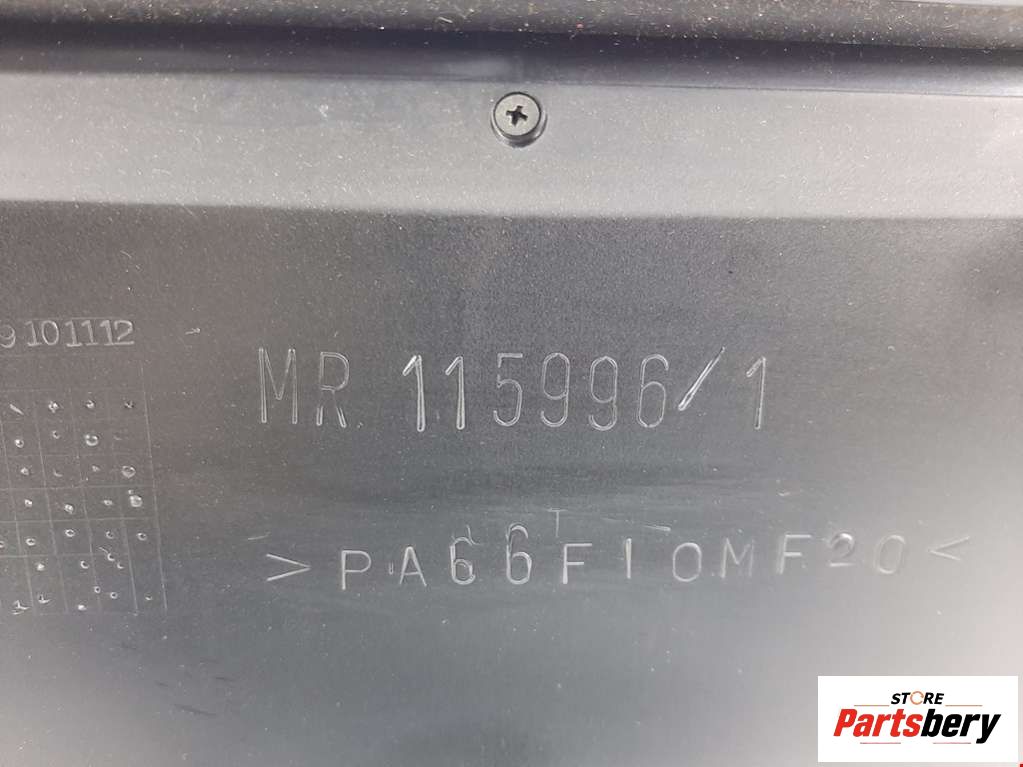 9 10 11 12
MR 115996/1
>PA66F10MF20<
STORE
Partsbery